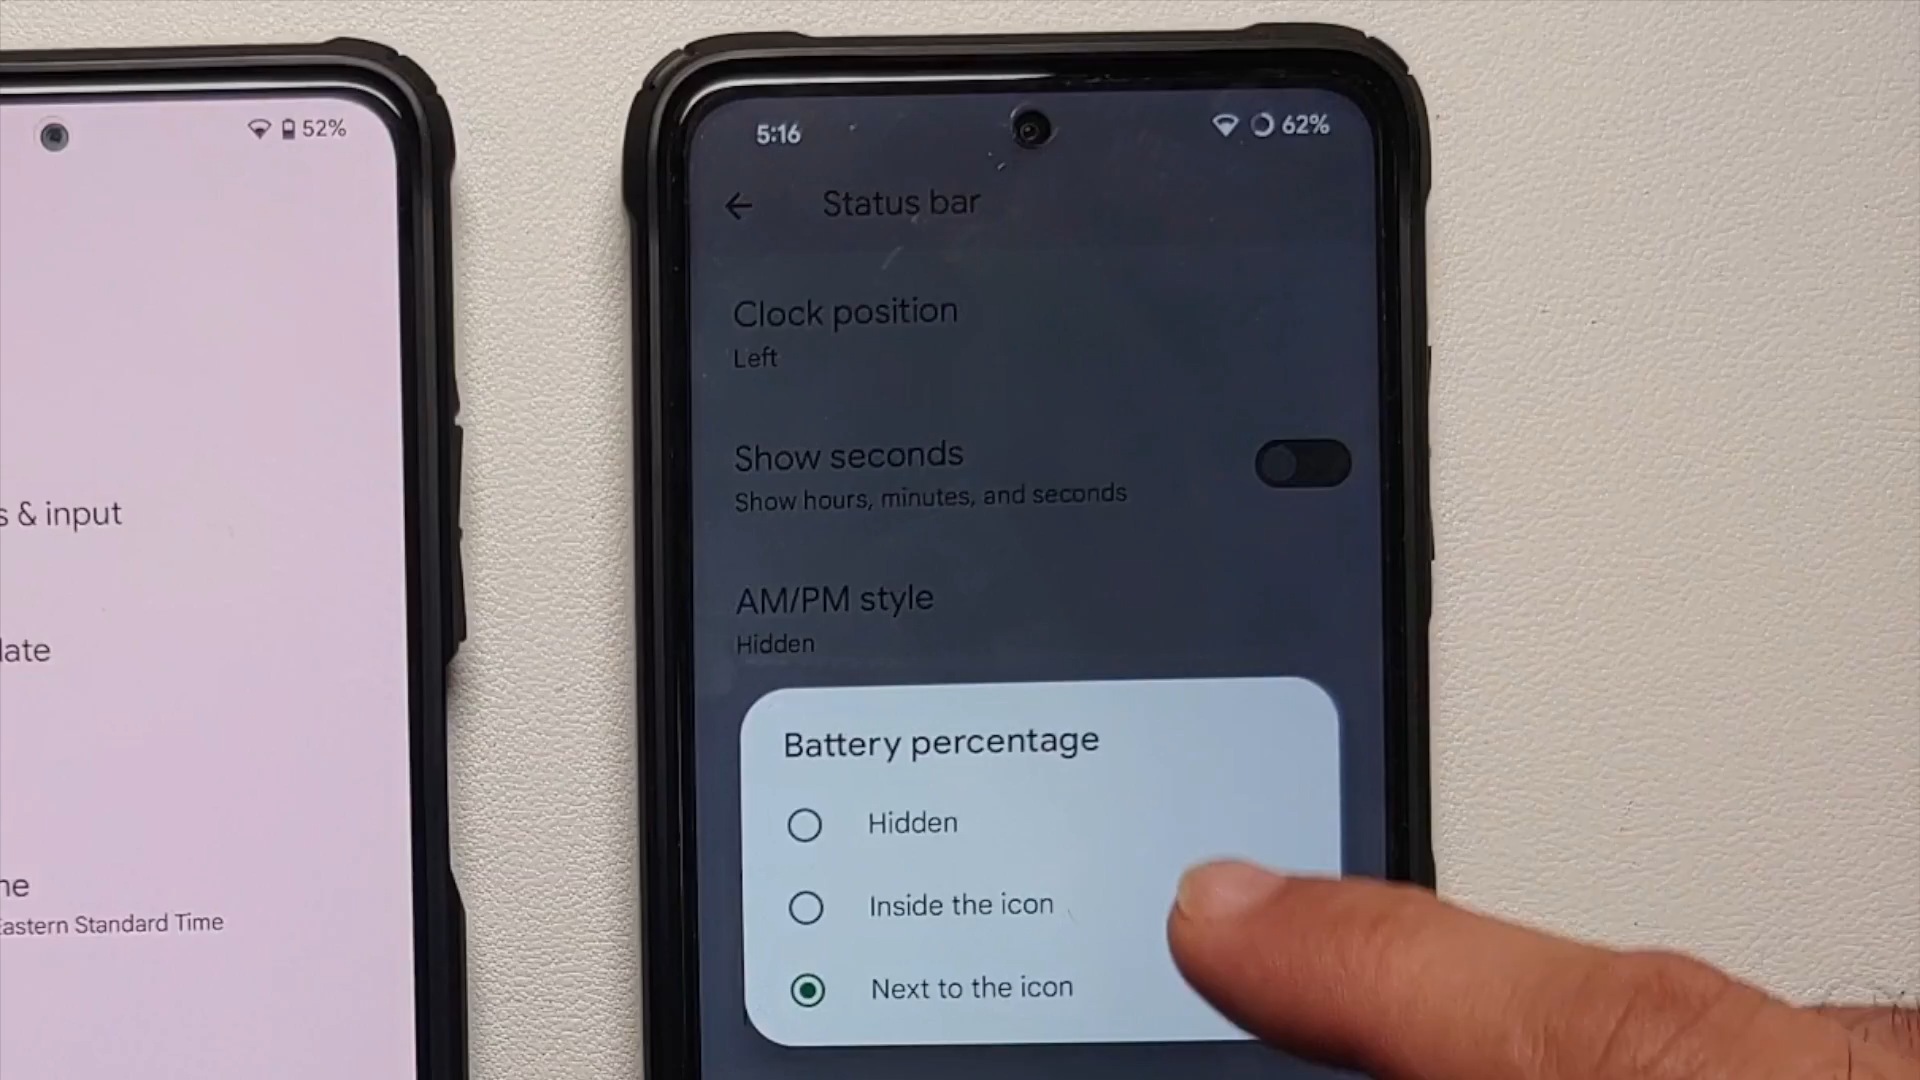 52%
s & input
late
ne
Eastern Standard Time
5:16
62%
Status bar
Clock position
Left
Show seconds
Show hours, minutes, and seconds
AM/PM style
Hidden
Battery percentage
Hidden
Inside the icon
Next to the icon